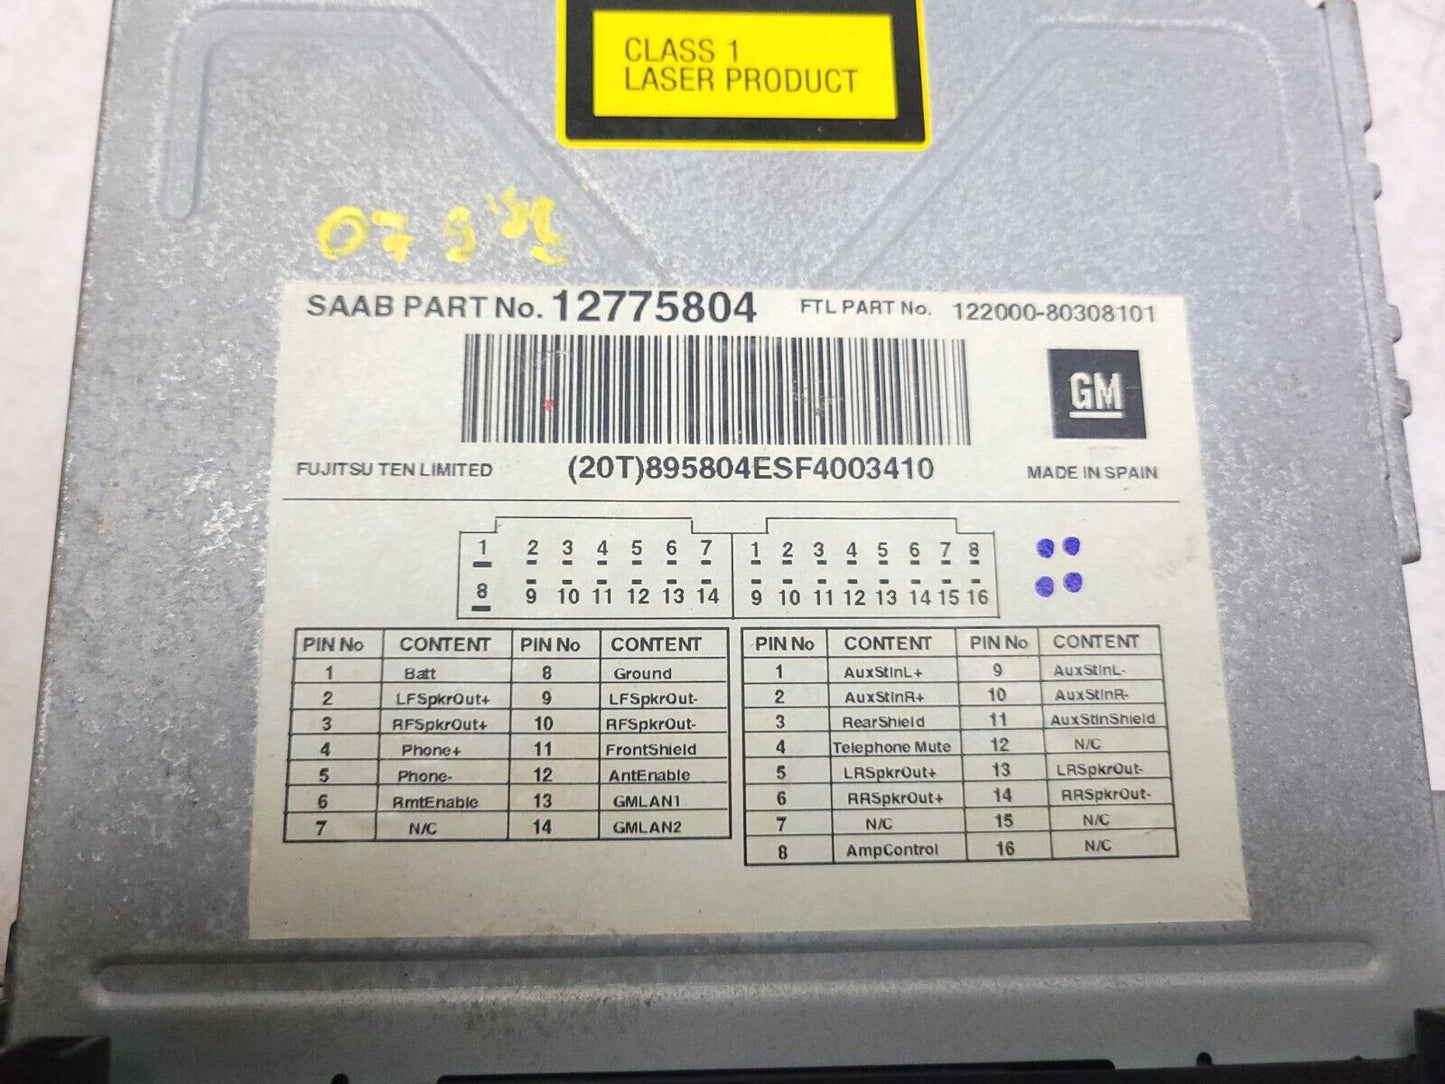 CLASS 1
LASER PRODUCT
07 9
SAAB PART No. 12775804 FTL PART No. 122000-80308101
GM
FUJITSU TEN LIMITED (20T)895804ESF4003410 MADE IN SPAIN
1 2 3 4 5 6 7 1 2 3 4 5 6 7 8
8 9 10 11 12 13 14 9 10 11 12 13 14 15 16
PIN No CONTENT PIN No CONTENT PIN No CONTENT PIN No CONTENT
1 Batt 8 Ground 1 AuxStInL+ 9 AuxStInL-
2 LFSpkrOut+ 9 LFSpkrOut- 2 AuxStInR+ 10 AuxStInR-
3 RFSpkrOut+ 10 RFSpkrOut- 3 RearShield 11 AuxStInShield
4 Phone+ 11 FrontShield 4 Telephone Mute 12 N/C
5 Phone- 12 AntEnable 5 LRSpkrOut+ 13 LRSpkrOut-
6 RmtEnable 13 GMLAN1 6 RRSpkrOut+ 14 RRSpkrOut-
7 N/C 14 GMLAN2 7 N/C 15 N/C
8 AmpControl 16 N/C